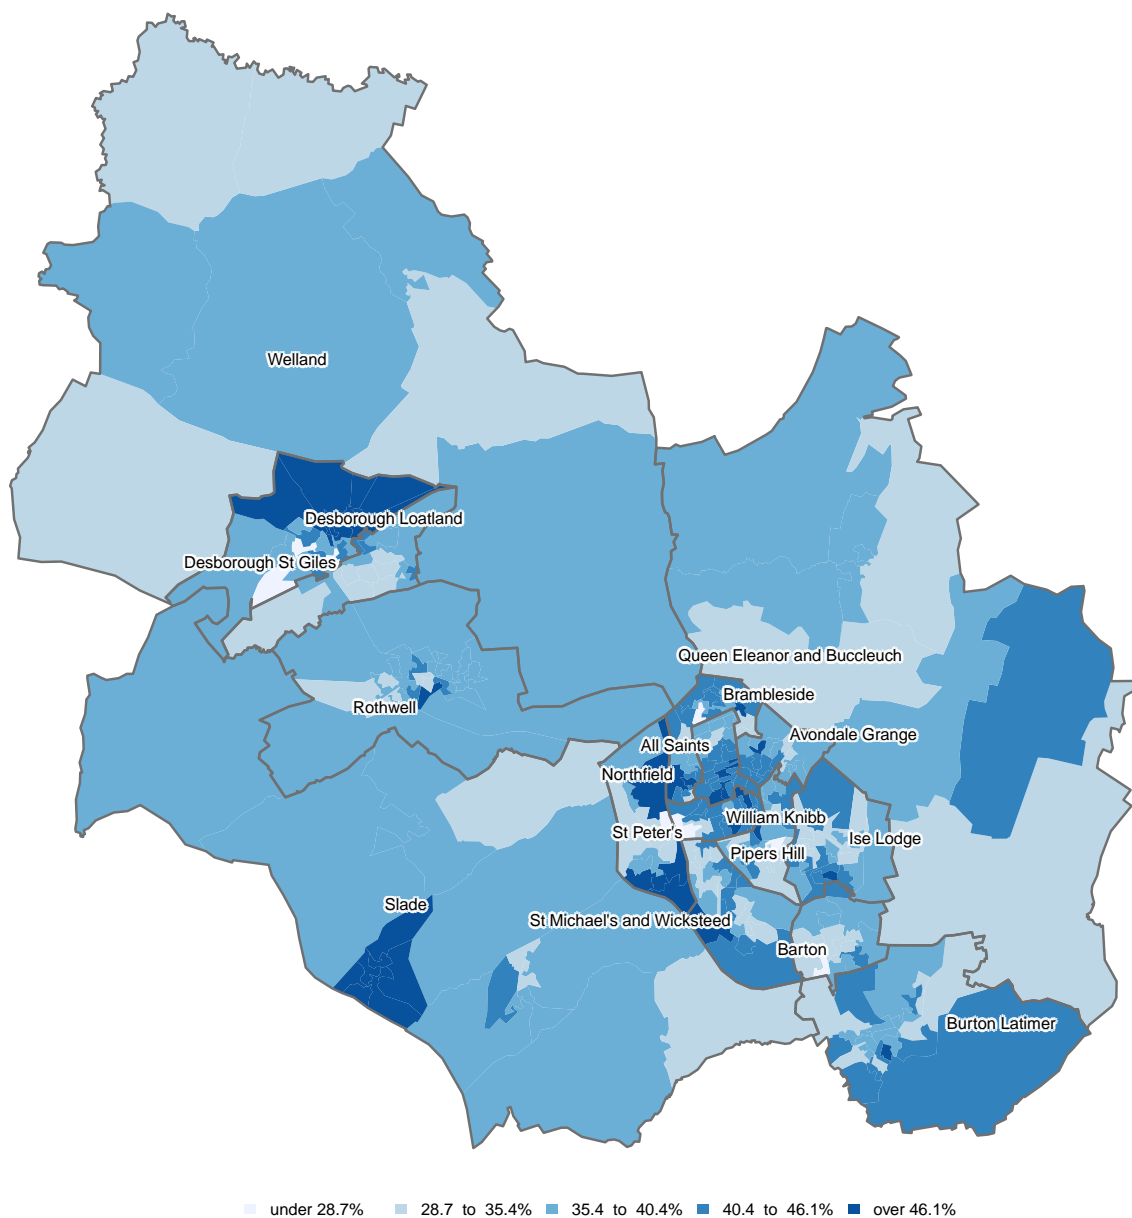 Welland
Desborough Loatland
Desborough St Giles
Queen Eleanor and Buccleuch
Brambleside
Rothwell
Avondale Grange
All Saints
Northfield
William Knibb
St Peter's
Ise Lodge
Pipers Hill
Slade
St Michael's and Wicksteed
Barton
Burton Latimer
under 28.7% 28.7 to 35.4% 35.4 to 40.4% 40.4 to 46.1% over 46.1%